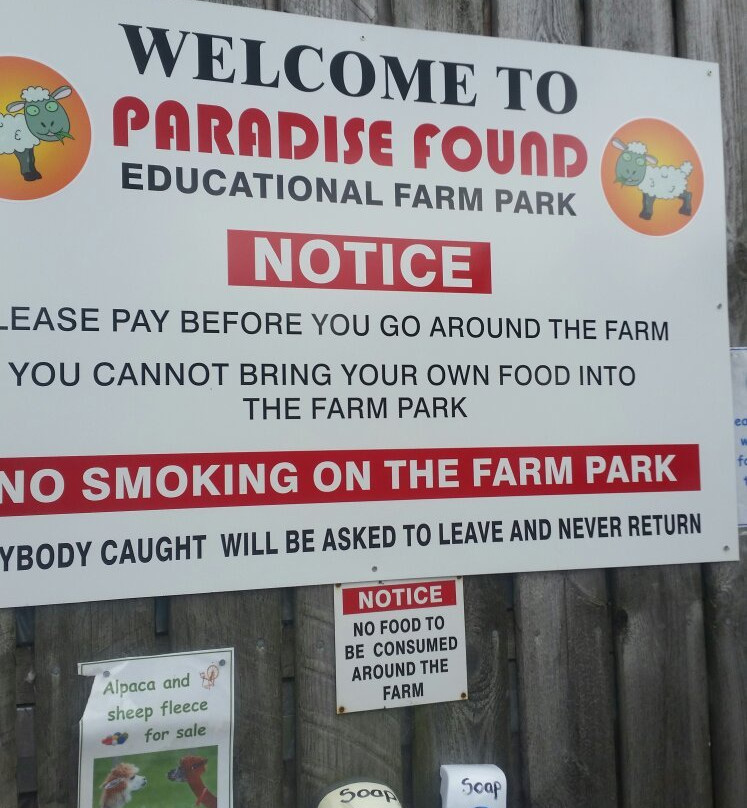 WELCOME TO
PARADISE FOUND
EDUCATIONAL FARM PARK
NOTICE
LEASE PAY BEFORE YOU GO AROUND THE FARM
YOU CANNOT BRING YOUR OWN FOOD INTO
THE FARM PARK
NO SMOKING ON THE FARM PARK
YBODY CAUGHT WILL BE ASKED TO LEAVE AND NEVER RETURN
NOTICE
NO FOOD TO
BE CONSUMED
AROUND THE
FARM
Alpaca and
sheep fleece
for sale
Soap
Soap